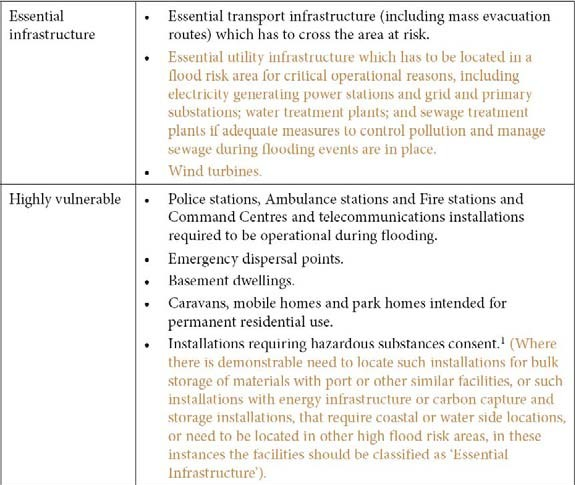 Essential infrastructure
• Essential transport infrastructure (including mass evacuation
routes) which has to cross the area at risk.
• Essential utility infrastructure which has to be located in a
flood risk area for critical operational reasons, including
electricity generating power stations and grid and primary
substations; water treatment plants; and sewage treatment
plants if adequate measures to control pollution and manage
sewage during flooding events are in place.
• Wind turbines.
Highly vulnerable
• Police stations, Ambulance stations and Fire stations and
Command Centres and telecommunications installations
required to be operational during flooding.
• Emergency dispersal points.
• Basement dwellings.
• Caravans, mobile homes and park homes intended for
permanent residential use.
• Installations requiring hazardous substances consent.¹ (Where
there is demonstrable need to locate such installations for bulk
storage of materials with port or other similar facilities, or such
installations with energy infrastructure or carbon capture and
storage installations, that require coastal or water side locations,
or need to be located in other high flood risk areas, in these
instances the facilities should be classified as ‘Essential
Infrastructure’).